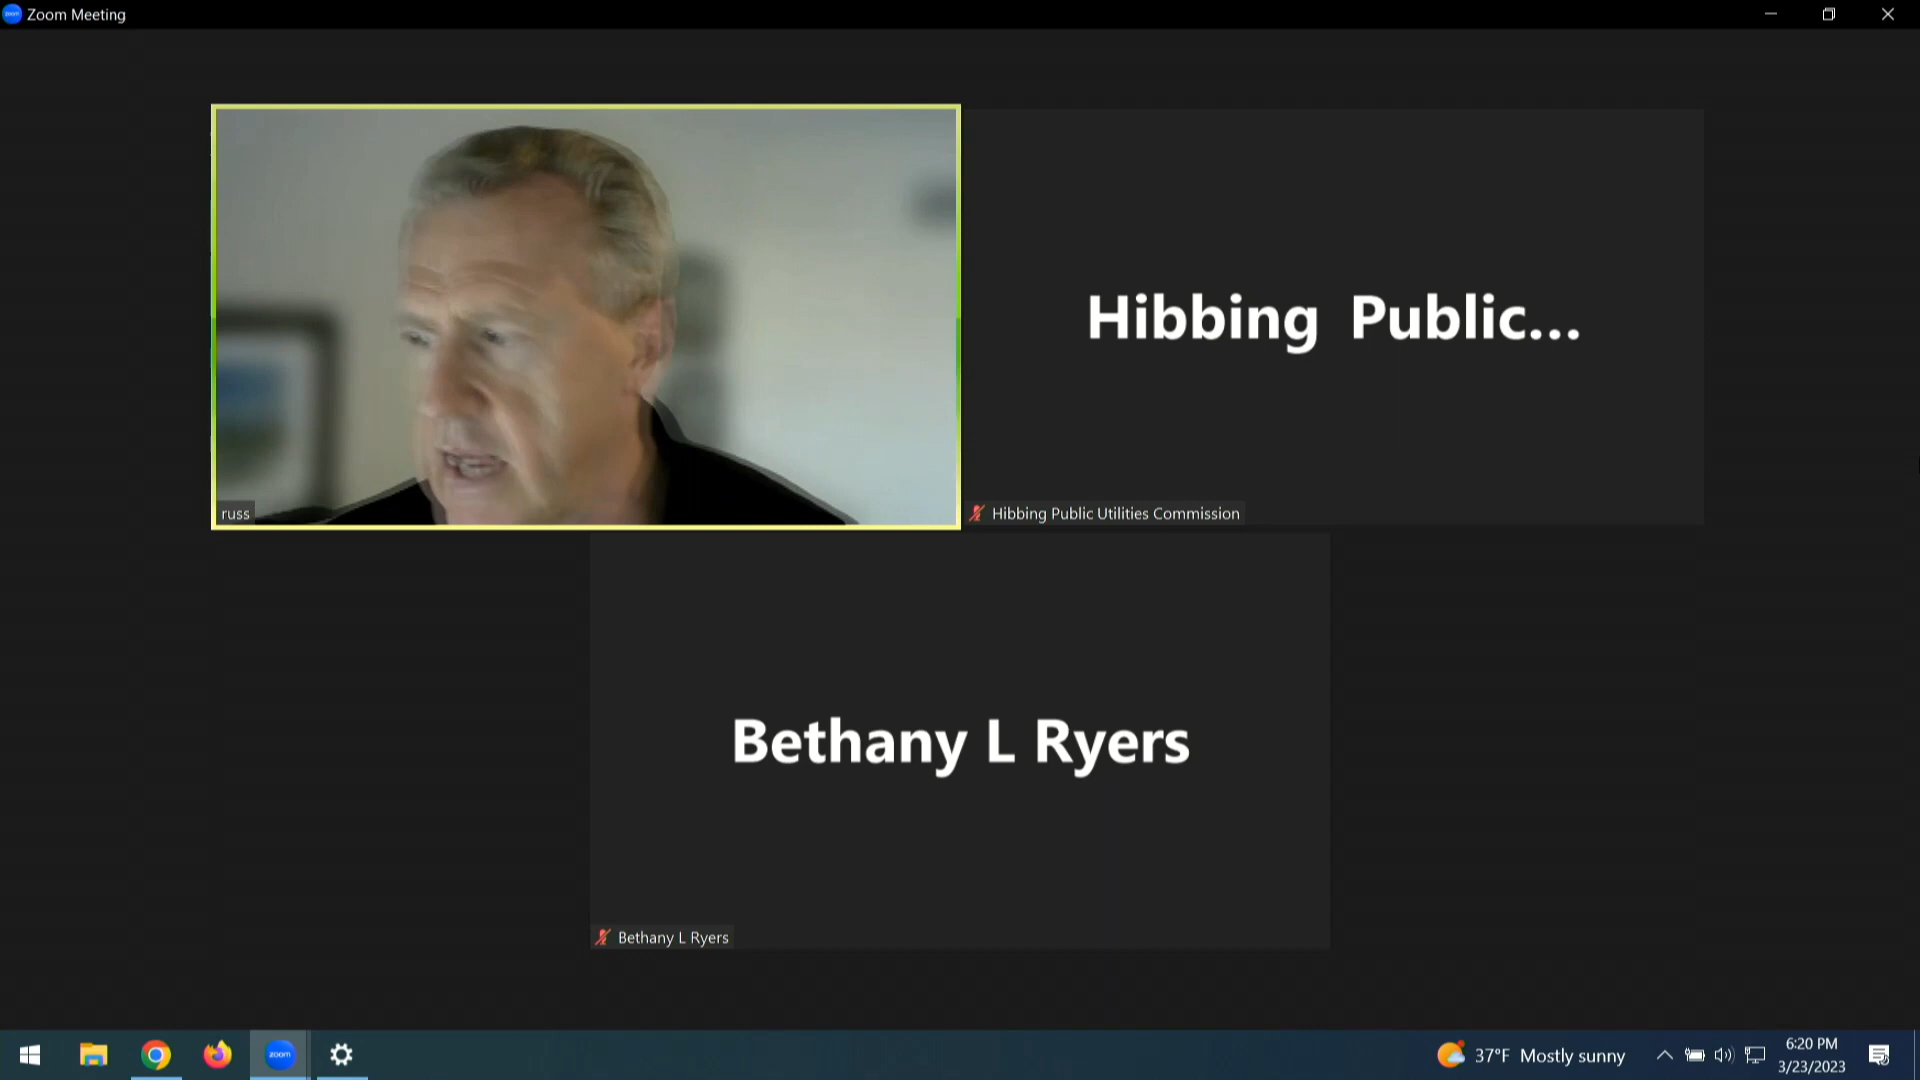 Zoom Meeting
Hibbing Public...
russ
Hibbing Public Utilities Commission
Bethany L Ryers
Bethany L Ryers
zoom
37°F Mostly sunny
6:20 PM
3/23/2023